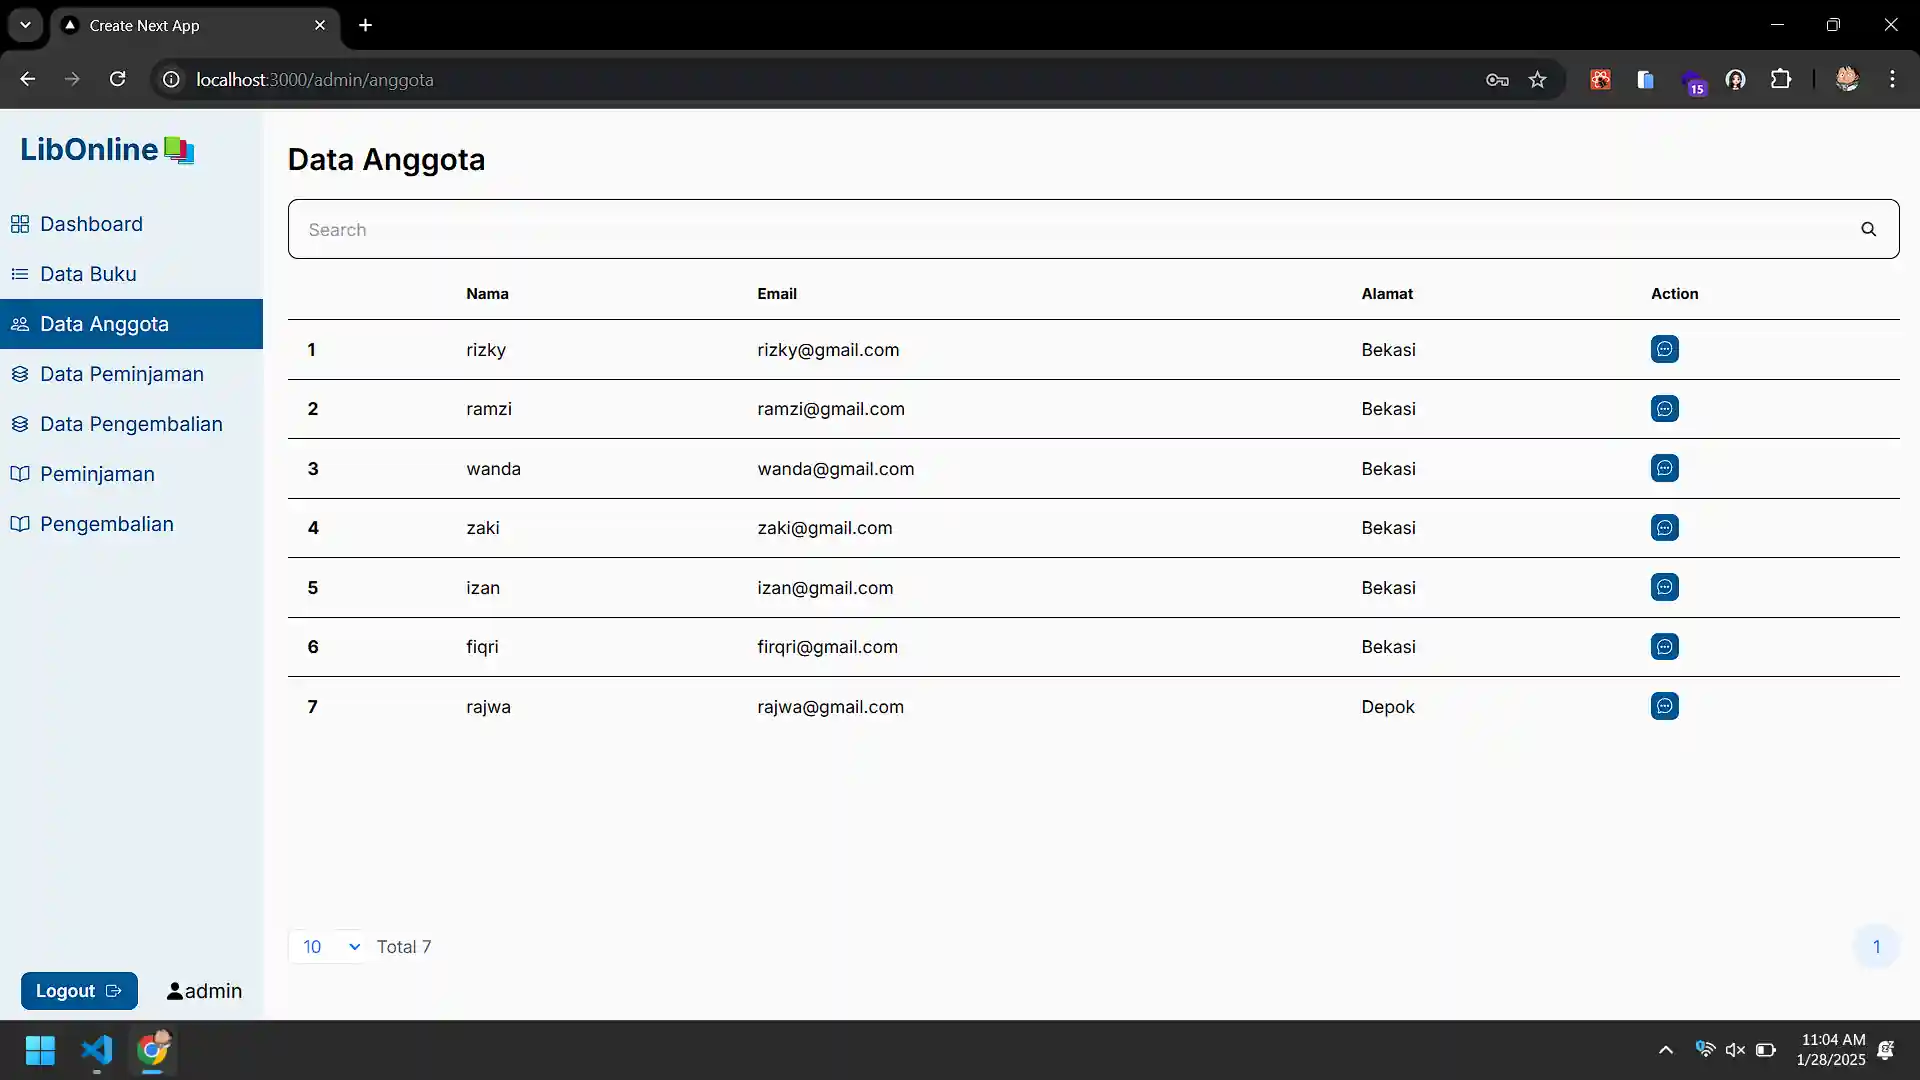 Create Next App
localhost:3000/admin/anggota
15
LibOnline
Dashboard
Data Buku
Data Anggota
Data Peminjaman
Data Pengembalian
Peminjaman
Pengembalian
Logout
admin
Data Anggota
Search
Nama Email Alamat Action
1 rizky rizky@gmail.com Bekasi
2 ramzi ramzi@gmail.com Bekasi
3 wanda wanda@gmail.com Bekasi
4 zaki zaki@gmail.com Bekasi
5 izan izan@gmail.com Bekasi
6 fiqri firqri@gmail.com Bekasi
7 rajwa rajwa@gmail.com Depok
10 Total 7
1
11:04 AM
1/28/2025